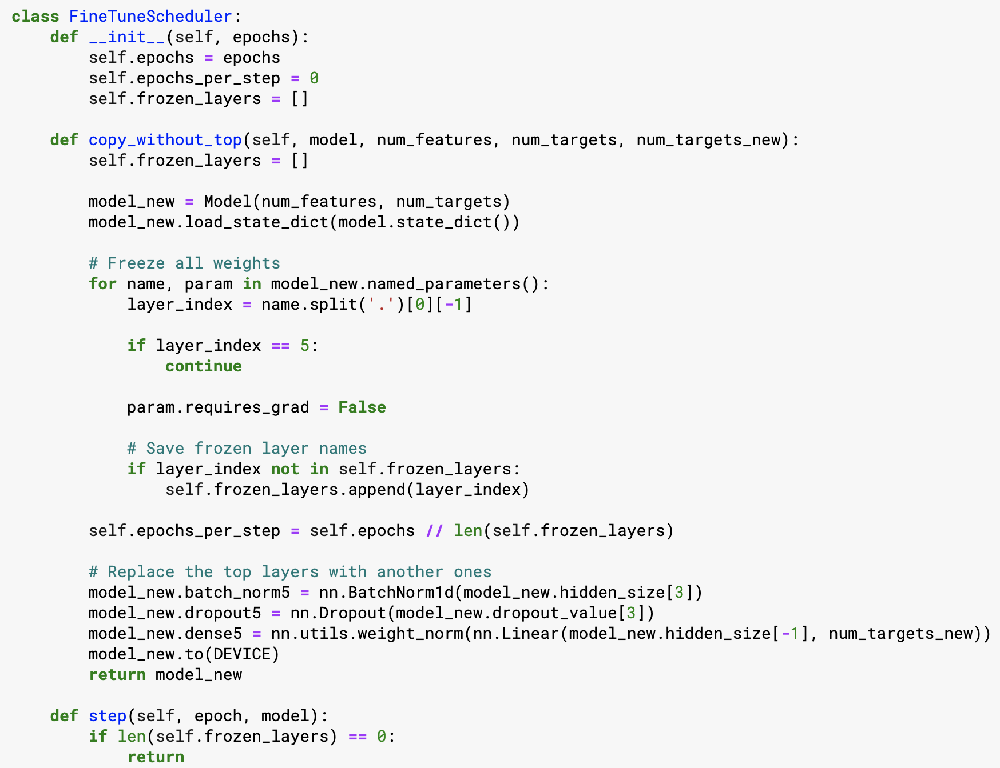 class FineTuneScheduler:
    def __init__(self, epochs):
        self.epochs = epochs
        self.epochs_per_step = 0
        self.frozen_layers = []

    def copy_without_top(self, model, num_features, num_targets, num_targets_new):
        self.frozen_layers = []

        model_new = Model(num_features, num_targets)
        model_new.load_state_dict(model.state_dict())

        # Freeze all weights
        for name, param in model_new.named_parameters():
            layer_index = name.split('.')[0][-1]

            if layer_index == 5:
                continue

            param.requires_grad = False

            # Save frozen layer names
            if layer_index not in self.frozen_layers:
                self.frozen_layers.append(layer_index)

        self.epochs_per_step = self.epochs // len(self.frozen_layers)

        # Replace the top layers with another ones
        model_new.batch_norm5 = nn.BatchNorm1d(model_new.hidden_size[3])
        model_new.dropout5 = nn.Dropout(model_new.dropout_value[3])
        model_new.dense5 = nn.utils.weight_norm(nn.Linear(model_new.hidden_size[-1], num_targets_new))
        model_new.to(DEVICE)
        return model_new

    def step(self, epoch, model):
        if len(self.frozen_layers) == 0:
            return